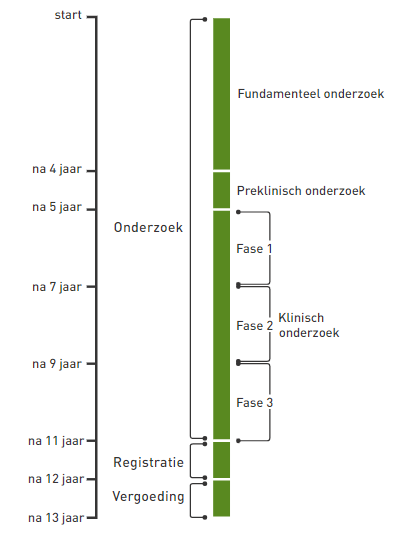 start
Fundamenteel onderzoek
na 4 jaar
Preklinisch onderzoek
na 5 jaar
Onderzoek
Fase 1
na 7 jaar
Fase 2
Klinisch
onderzoek
na 9 jaar
Fase 3
na 11 jaar
Registratie
na 12 jaar
Vergoeding
na 13 jaar